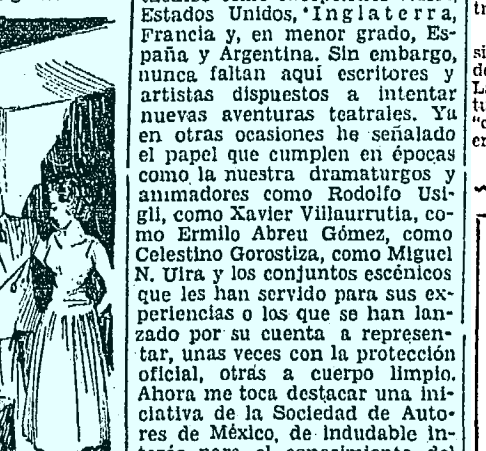 Estados Unidos, Inglaterra,
Francia y, en menor grado, Es-
paña y Argentina. Sin embargo,
nunca faltan aquí escritores y
artistas dispuestos a intentar
nuevas aventuras teatrales. Ya
en otras ocasiones he señalado
el papel que cumplen en épocas
como la nuestra dramaturgos y
animadores como Rodolfo Usi-
gli, como Xavier Villaurrutia, co-
mo Ermilo Abreu Gómez, como
Celestino Gorostiza, como Miguel
N. Ulra y los conjuntos escénicos
que les han servido para sus ex-
periencias o los que se han lan-
zado por su cuenta a represen-
tar, unas veces con la protección
oficial, otras a cuerpo limpio.
Ahora me toca destacar una ini-
ciativa de la Sociedad de Auto-
res de México, de indudable in-